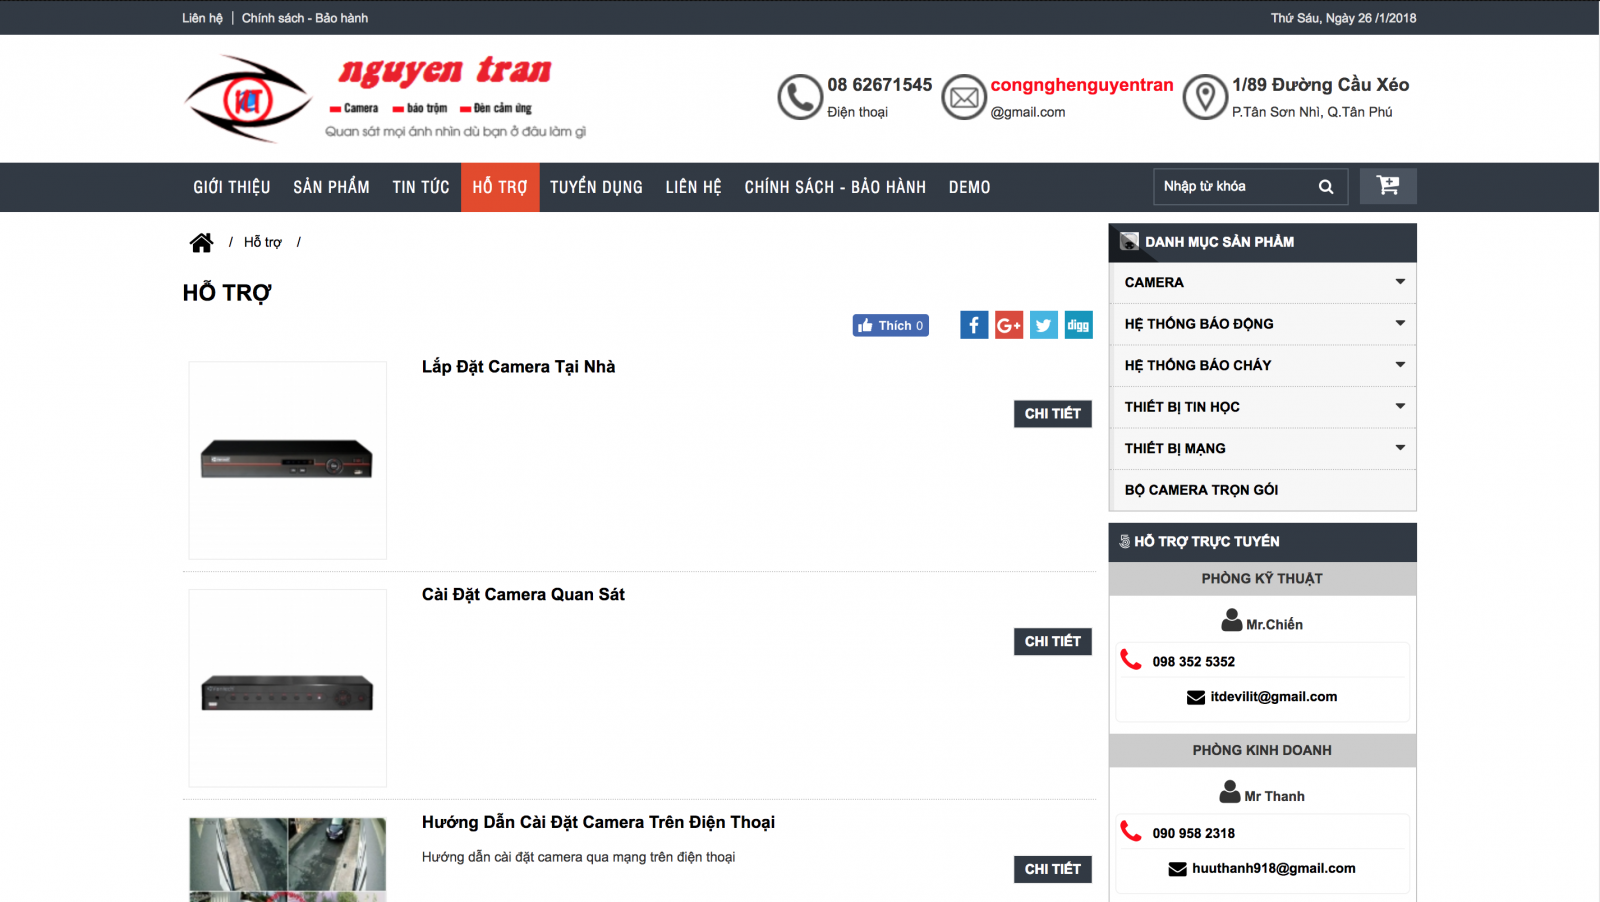 Liên hệ | Chính sách - Bảo hành
Thứ Sáu, Ngày 26 /1/2018
KCT
nguyen tran
Camera báo trộm Đèn cảm ứng
Quan sát mọi ánh nhìn dù bạn ở đâu làm gì
08 62671545
Điện thoại
congnghenguyentran
@gmail.com
1/89 Đường Cầu Xéo
P.Tân Sơn Nhì, Q.Tân Phú
GIỚI THIỆU SẢN PHẨM TIN TỨC HỖ TRỢ TUYỂN DỤNG LIÊN HỆ CHÍNH SÁCH - BẢO HÀNH DEMO
Nhập từ khóa
/ Hỗ trợ /
HỖ TRỢ
Thích 0
G+
digg
Lắp Đặt Camera Tại Nhà
CHI TIẾT
Cài Đặt Camera Quan Sát
CHI TIẾT
Hướng Dẫn Cài Đặt Camera Trên Điện Thoại
Hướng dẫn cài đặt camera qua mạng trên điện thoại
CHI TIẾT
DANH MỤC SẢN PHẨM
CAMERA
HỆ THỐNG BÁO ĐỘNG
HỆ THỐNG BÁO CHÁY
THIẾT BỊ TIN HỌC
THIẾT BỊ MẠNG
BỘ CAMERA TRỌN GÓI
HỖ TRỢ TRỰC TUYẾN
PHÒNG KỸ THUẬT
Mr.Chiến
098 352 5352
itdevilit@gmail.com
PHÒNG KINH DOANH
Mr Thanh
090 958 2318
huuthanh918@gmail.com